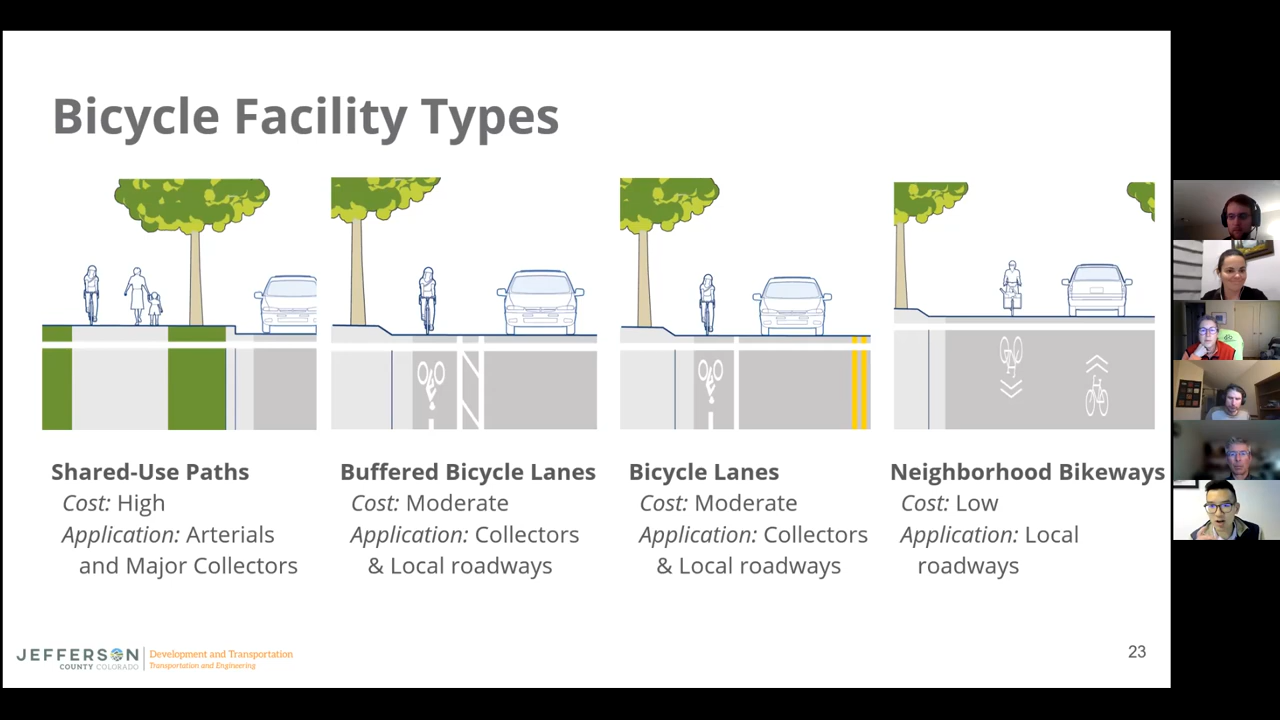 Bicycle Facility Types
Shared-Use Paths
Cost: High
Application: Arterials
and Major Collectors
Buffered Bicycle Lanes
Cost: Moderate
Application: Collectors
& Local roadways
Bicycle Lanes
Cost: Moderate
Application: Collectors
& Local roadways
Neighborhood Bikeways
Cost: Low
Application: Local
roadways
JEFFERSON
COUNTY COLORADO
Development and Transportation
Transportation and Engineering
23